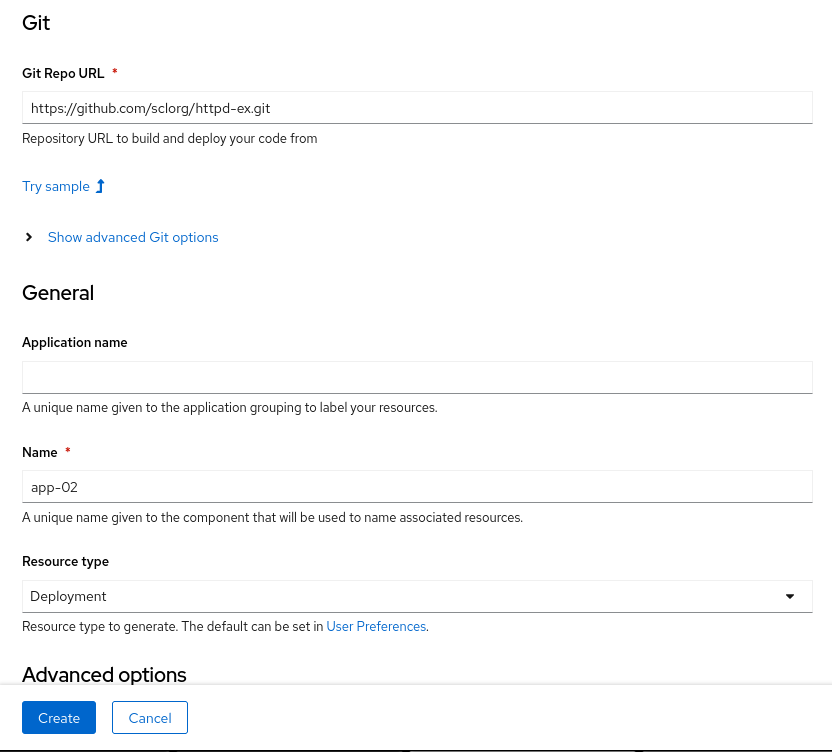 Git
Git Repo URL *
https://github.com/sclorg/httpd-ex.git
Repository URL to build and deploy your code from
Try sample
Show advanced Git options
General
Application name
A unique name given to the application grouping to label your resources.
Name *
app-02
A unique name given to the component that will be used to name associated resources.
Resource type
Deployment
Resource type to generate. The default can be set in User Preferences.
Advanced options
Create Cancel